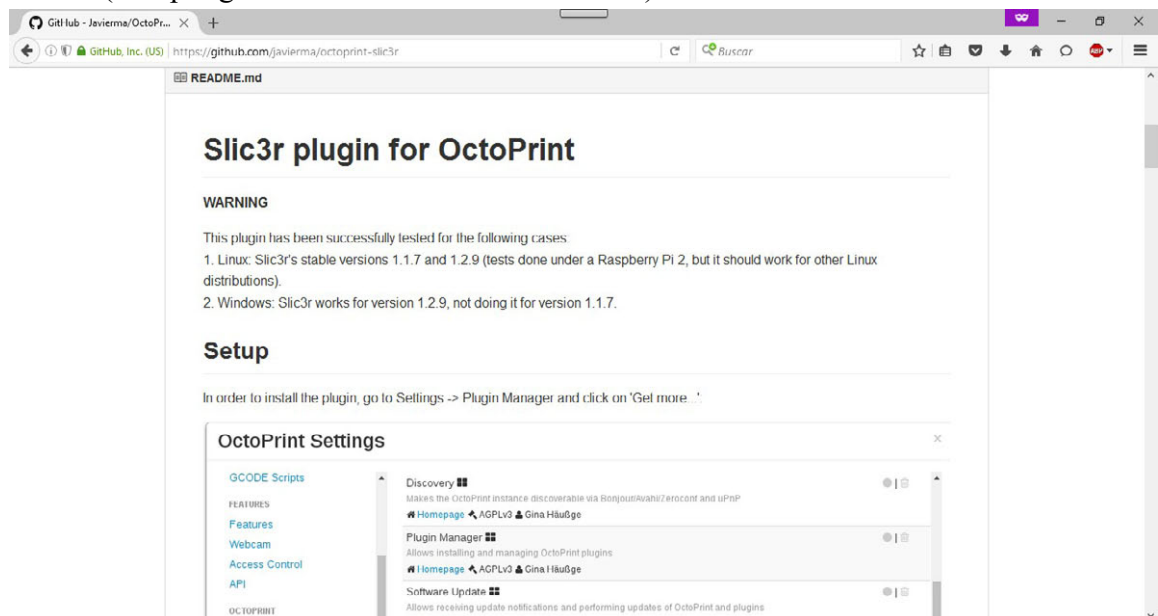 GitHub - Javierma/OctoPr...
GitHub, Inc. (US) https://github.com/javierma/octoprint-slic3r
Buscar
ABP
README.md
Slic3r plugin for OctoPrint
WARNING
This plugin has been successfully tested for the following cases:
1. Linux: Slic3r's stable versions 1.1.7 and 1.2.9 (tests done under a Raspberry Pi 2, but it should work for other Linux
distributions).
2. Windows: Slic3r works for version 1.2.9, not doing it for version 1.1.7.
Setup
In order to install the plugin, go to Settings -> Plugin Manager and click on 'Get more...':
OctoPrint Settings
GCODE Scripts
FEATURES
Features
Webcam
Access Control
API
OCTOPRINT
Discovery
Makes the OctoPrint instance discoverable via Bonjour/Avahi/Zeroconf and uPnP
Homepage AGPLv3 Gina Häußge
Plugin Manager
Allows installing and managing OctoPrint plugins
Homepage AGPLv3 Gina Häußge
Software Update
Allows receiving update notifications and performing updates of OctoPrint and plugins